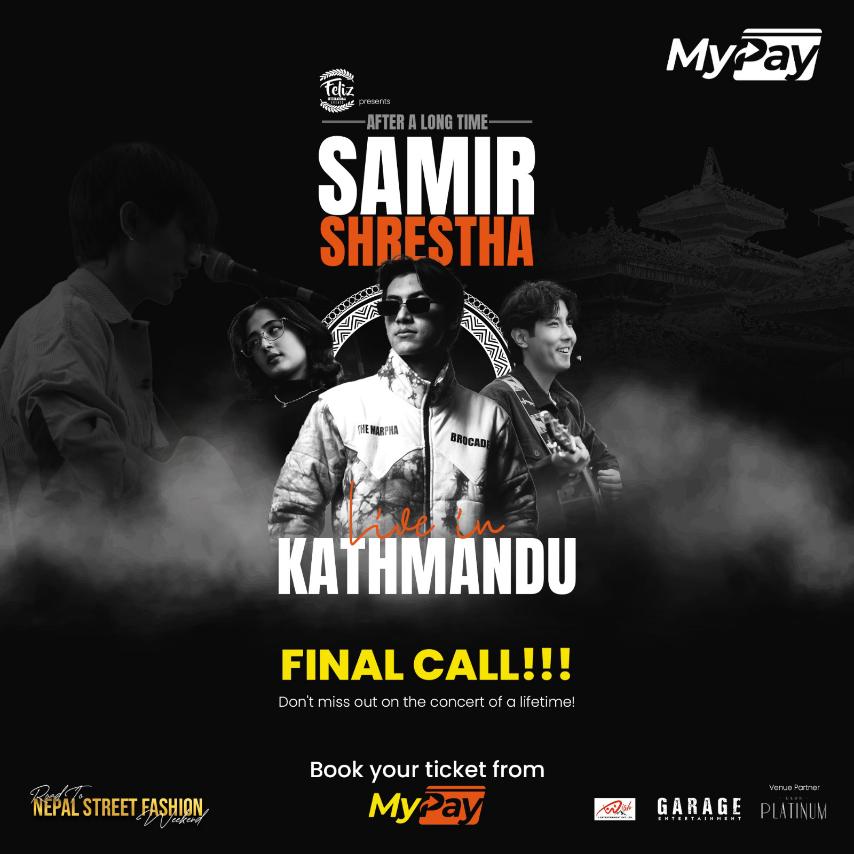 MyPay
Feliz
presents
AFTER A LONG TIME
SAMIR
SHRESTHA
THE MARPHA
BROCADE
Live in
KATHMANDU
FINAL CALL!!!
Don't miss out on the concert of a lifetime!
Book your ticket from
MyPay
Road To
NEPAL STREET FASHION
Weekend
GARAGE
ENTERTAINMENT
Venue Partner
CLUB
PLATINUM